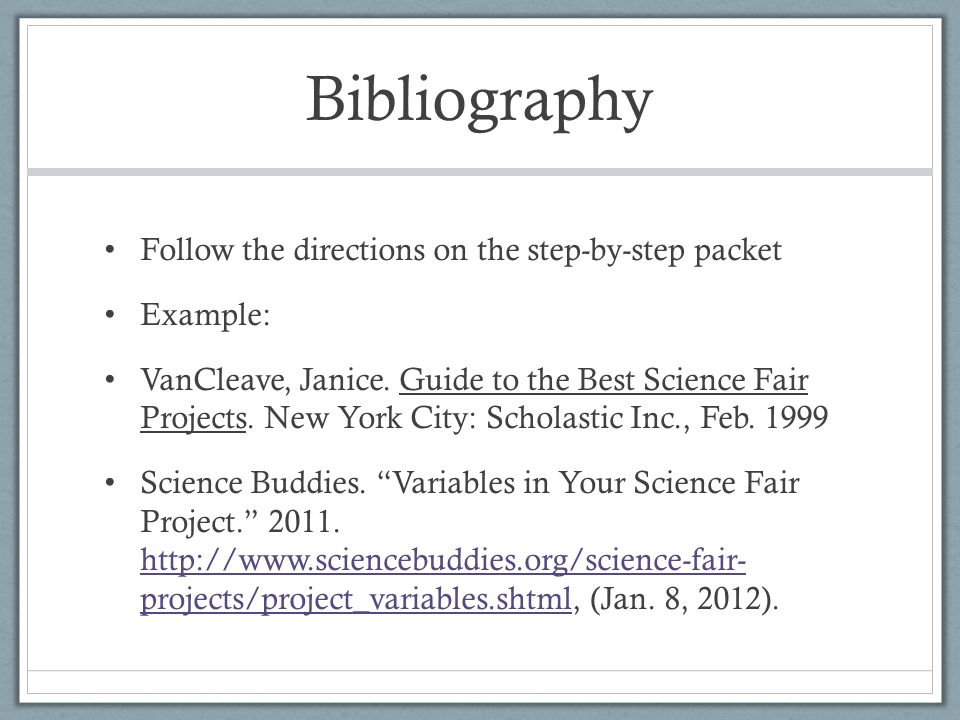 Bibliography
• Follow the directions on the step-by-step packet
• Example:
• VanCleave, Janice. Guide to the Best Science Fair
Projects. New York City: Scholastic Inc., Feb. 1999
• Science Buddies. “Variables in Your Science Fair
Project.” 2011.
http://www.sciencebuddies.org/science-fair-
projects/project_variables.shtml, (Jan. 8, 2012).